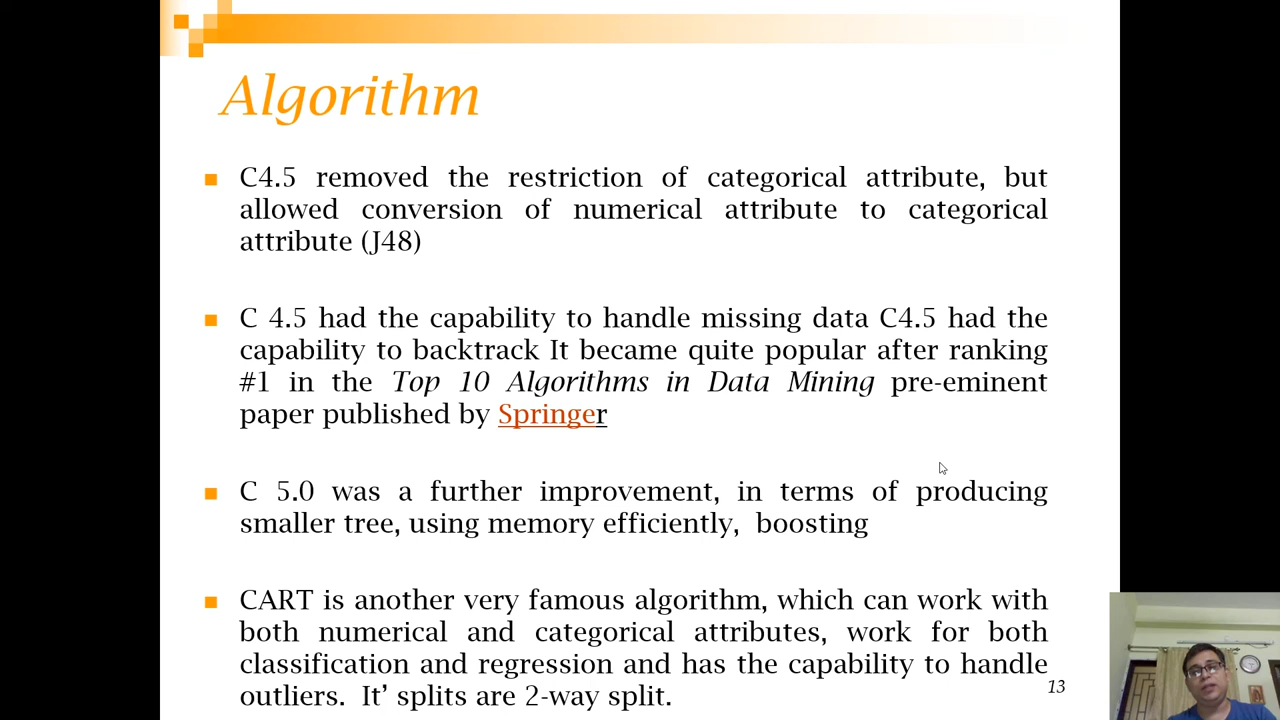 Algorithm
C4.5 removed the restriction of categorical attribute, but
allowed conversion of numerical attribute to categorical
attribute (J48)
C 4.5 had the capability to handle missing data C4.5 had the
capability to backtrack It became quite popular after ranking
#1 in the Top 10 Algorithms in Data Mining pre-eminent
paper published by Springer
C 5.0 was a further improvement, in terms of producing
smaller tree, using memory efficiently,  boosting
CART is another very famous algorithm, which can work with
both numerical and categorical attributes, work for both
classification and regression and has the capability to handle
outliers.  It’ splits are 2-way split.
13